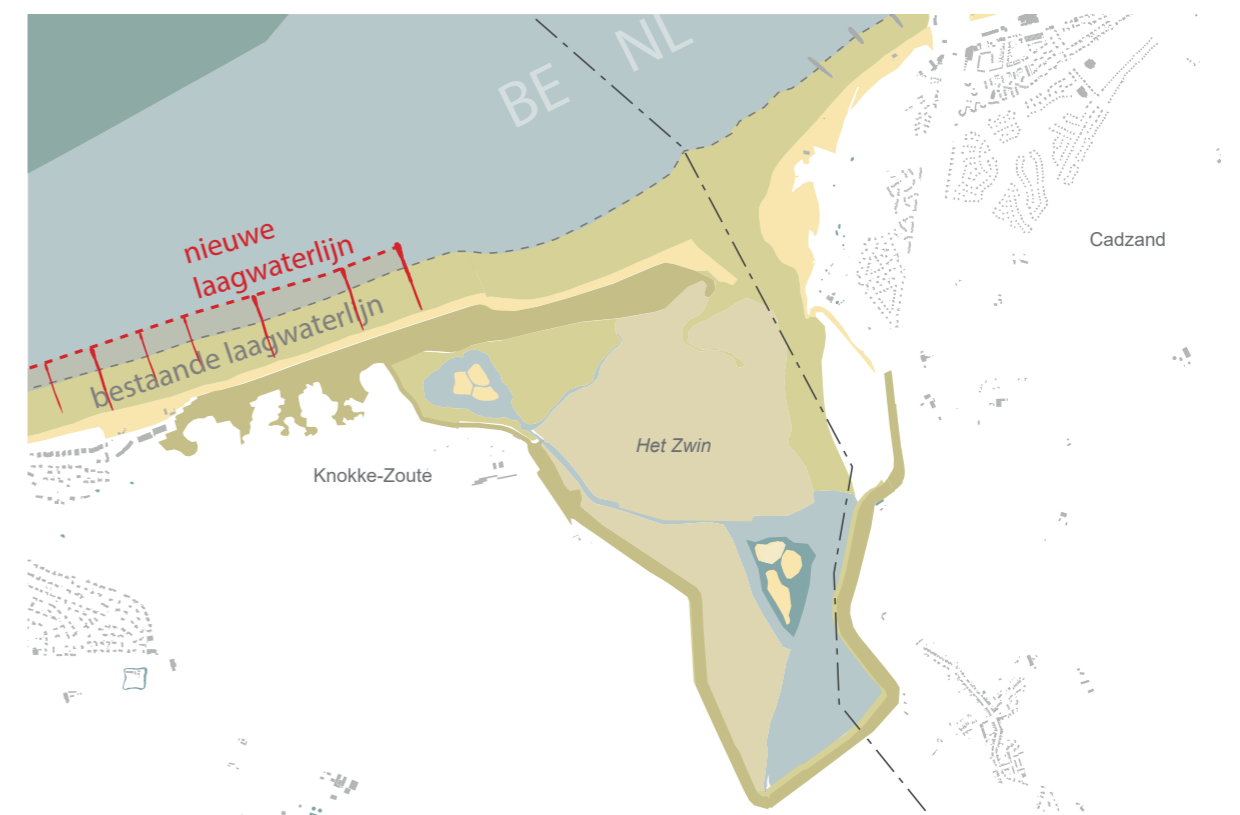 BE
NL
nieuwe
laagwaterlijn
bestaande laagwaterlijn
Cadzand
Het Zwin
Knokke-Zoute